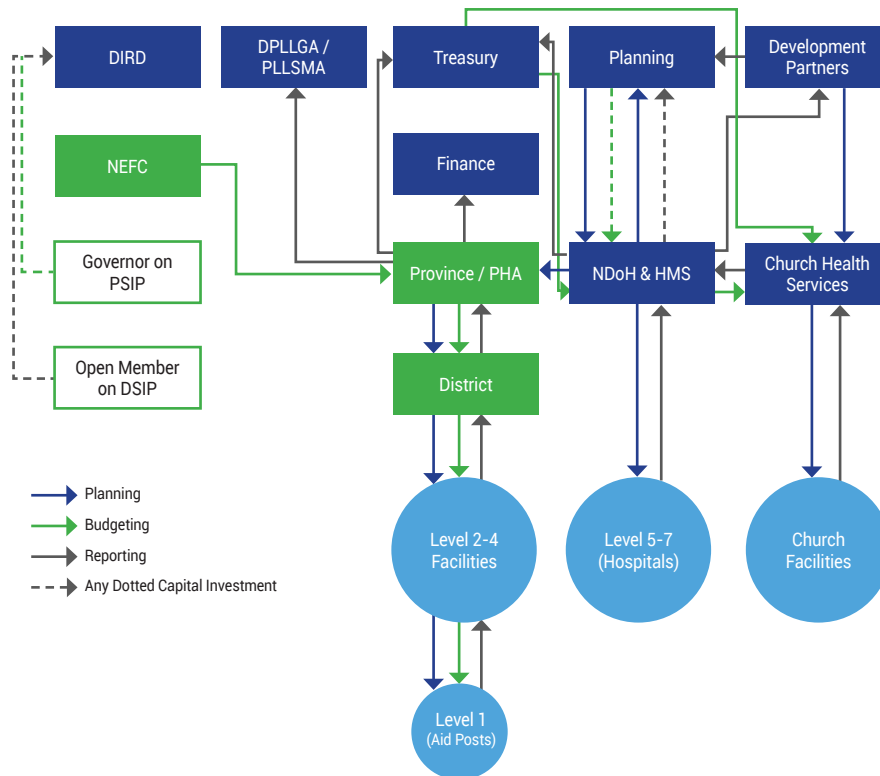 DIRD
DPLLGA /
PLLSMA
Treasury
Planning
Development
Partners
NEFC
Finance
Governor on
PSIP
Province / PHA
NDoH & HMS
Church Health
Services
Open Member
on DSIP
District
Planning
Budgeting
Reporting
Any Dotted Capital Investment
Level 2-4
Facilities
Level 5-7
(Hospitals)
Church
Facilities
Level 1
(Aid Posts)